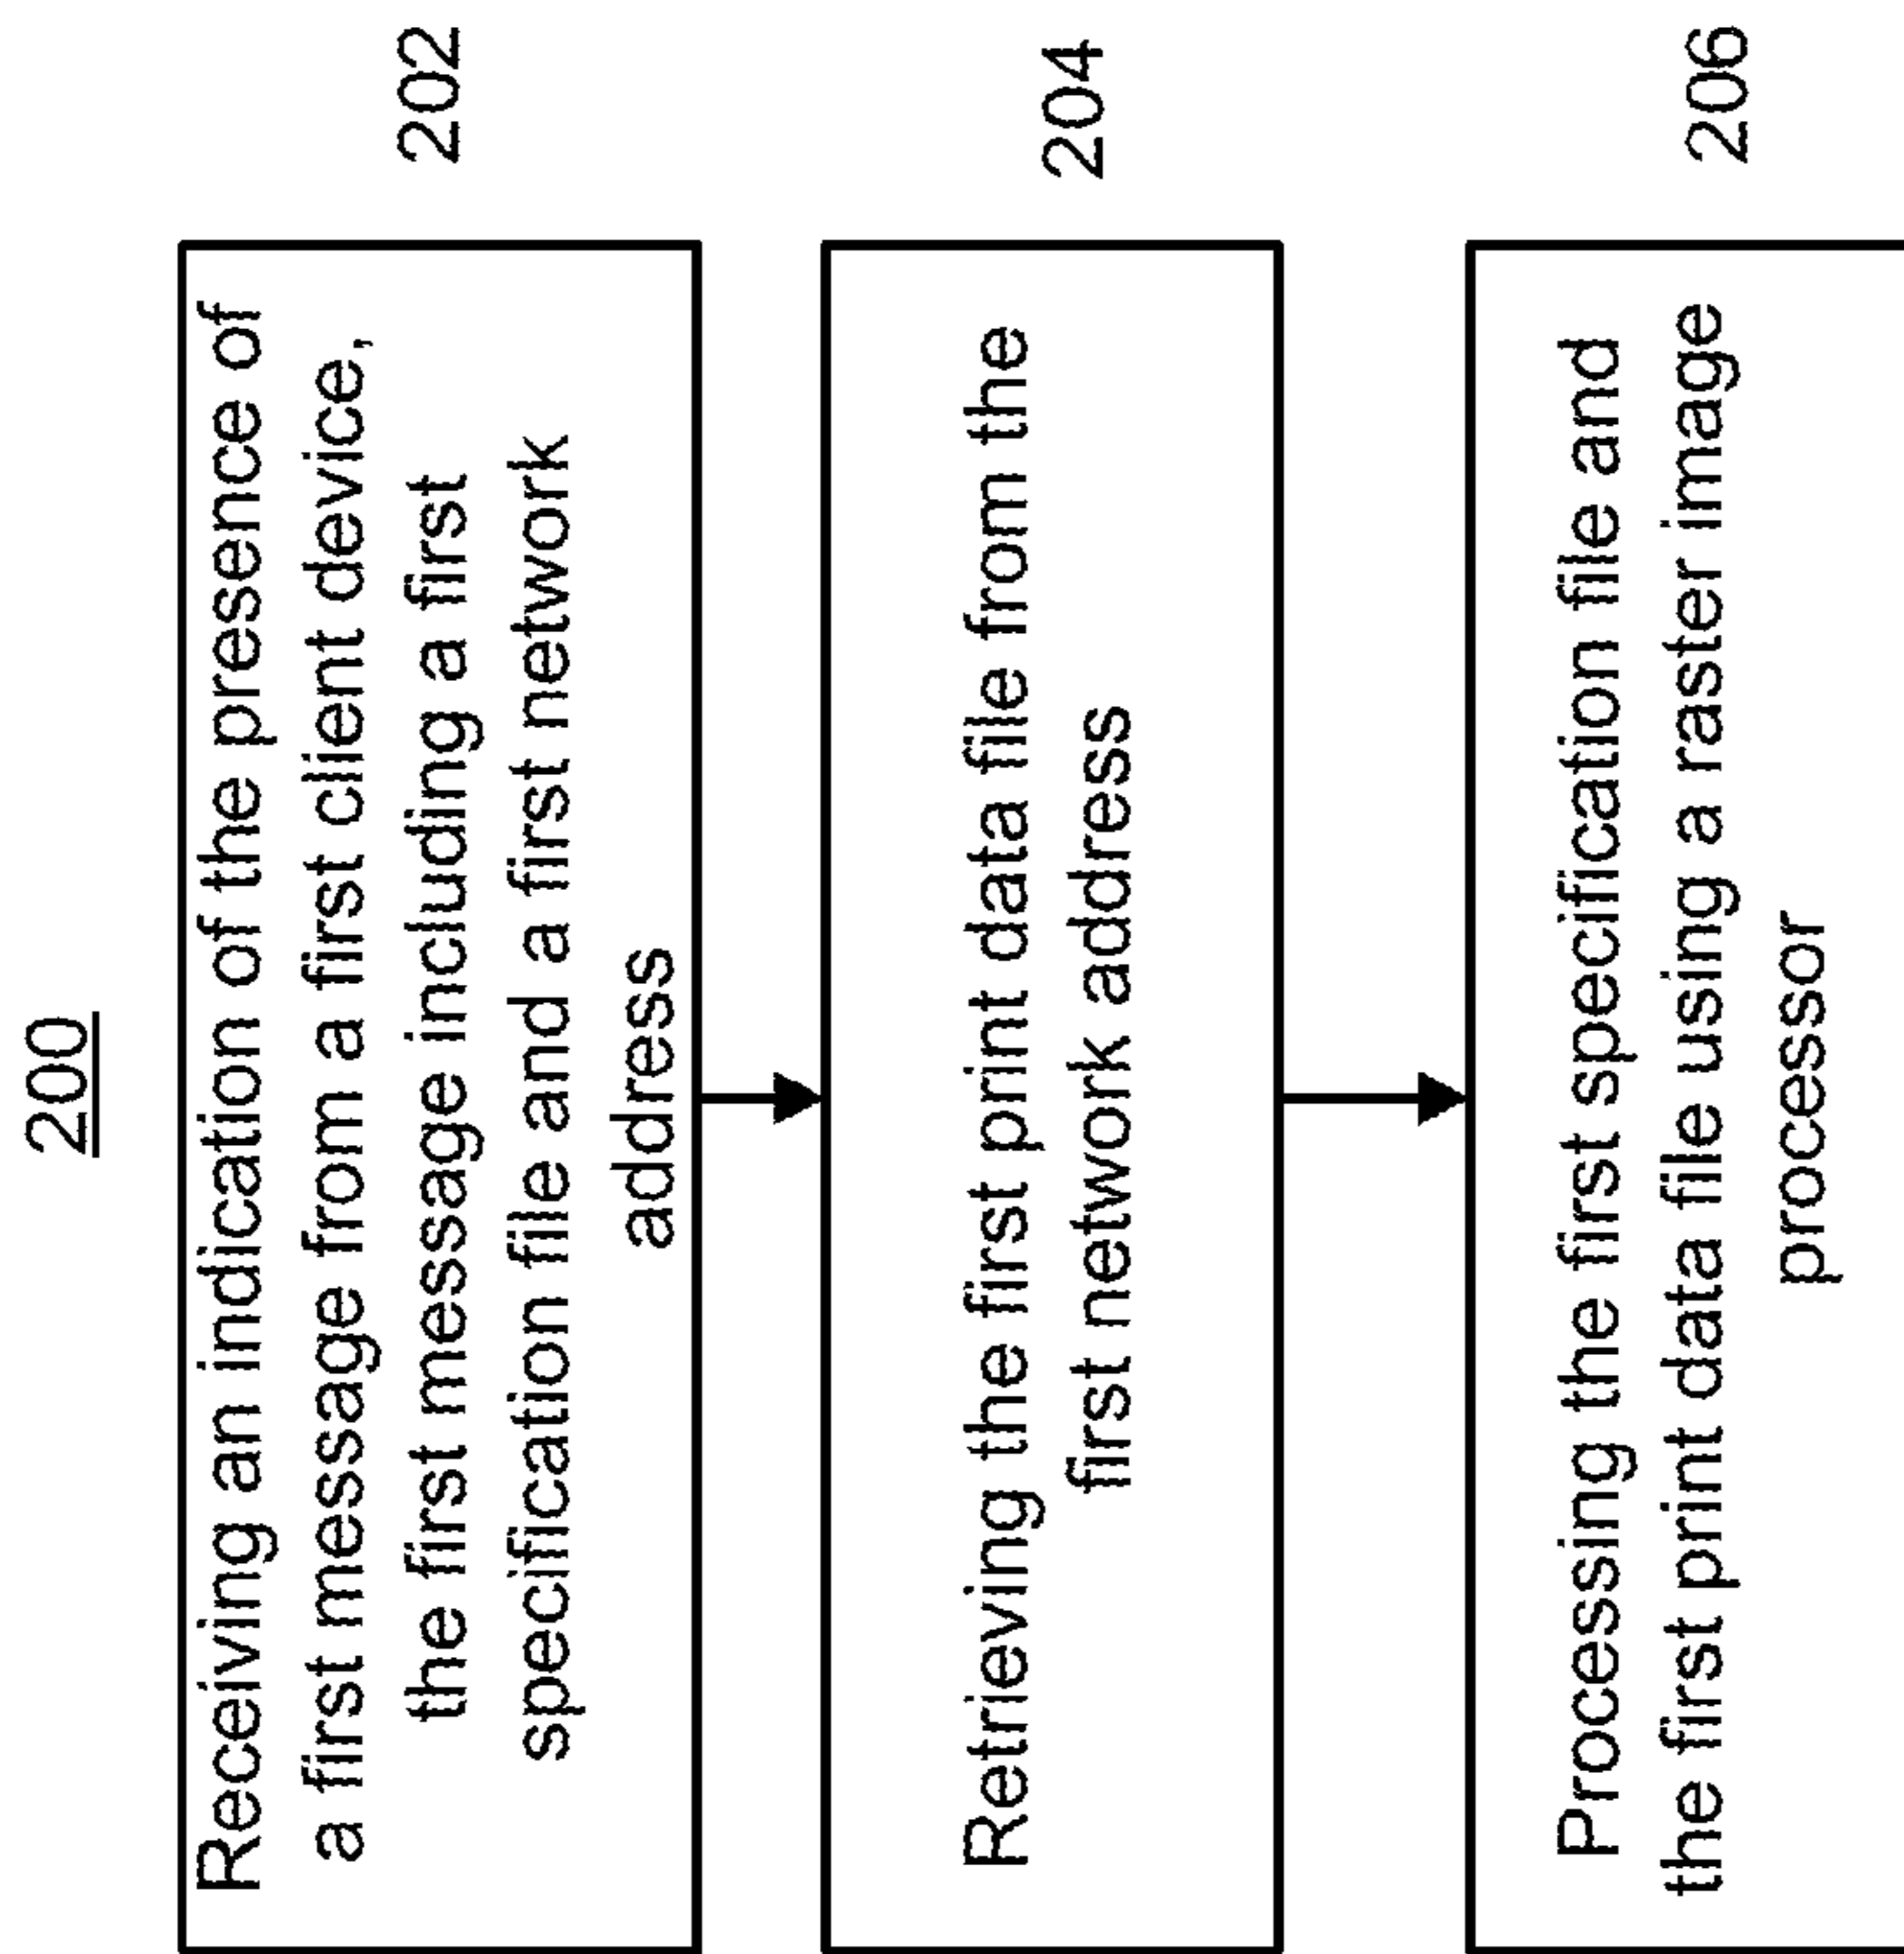 200
Receiving an indication of the presence of
a first message from a first client device,
the first message including a first
specification file and a first network
address
202
Retrieving the first print data file from the
first network address
204
Processing the first specification file and
the first print data file using a raster image
processor
206